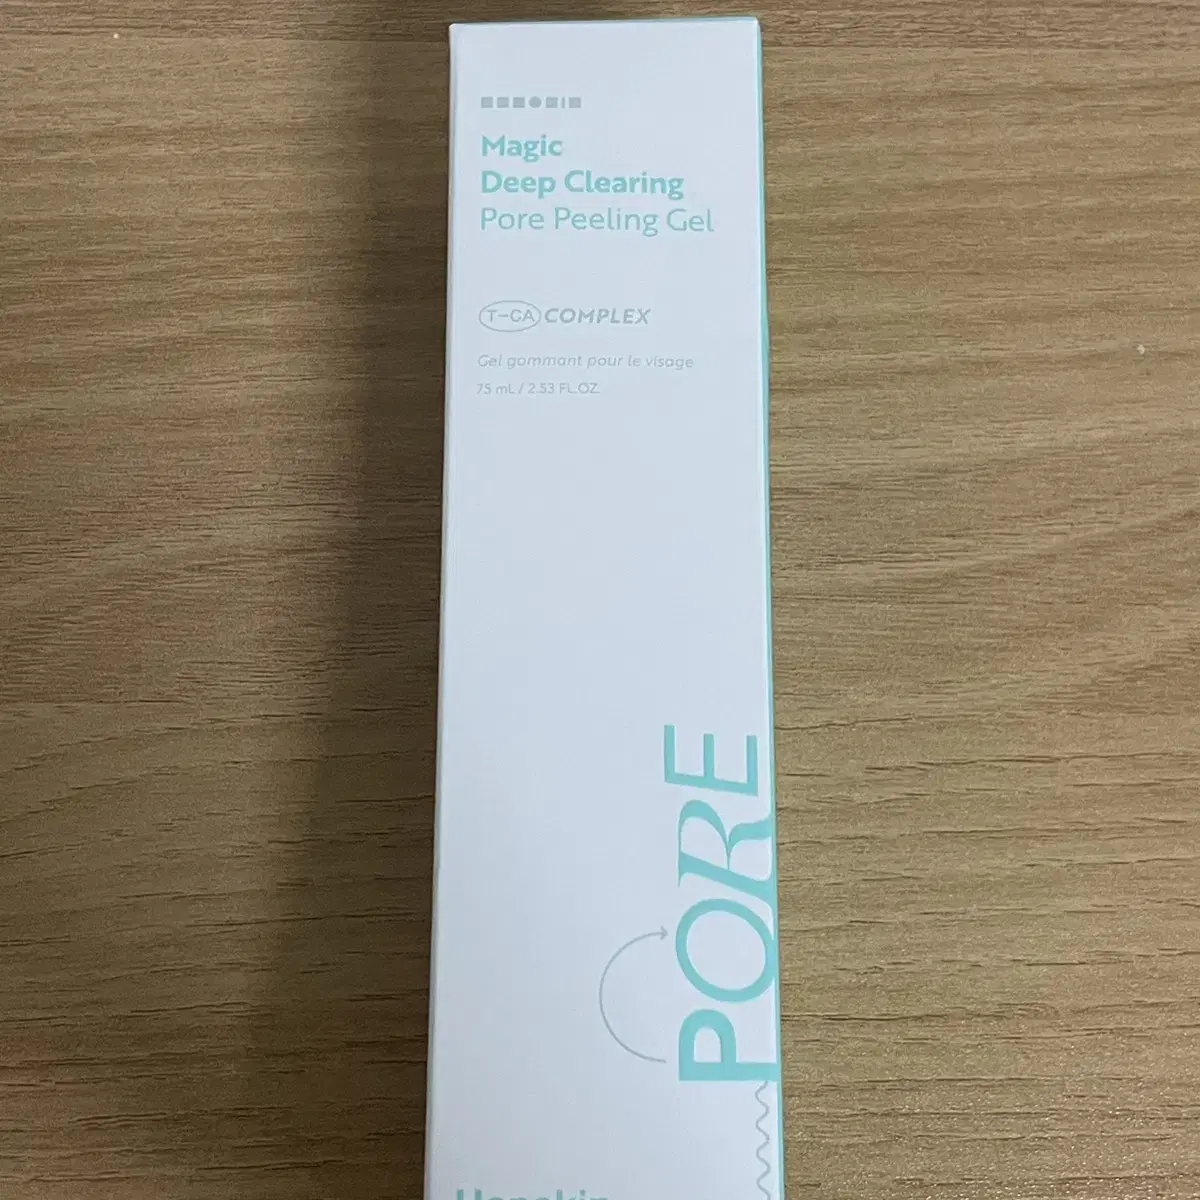 Magic
Deep Clearing
Pore Peeling Gel
T-CA COMPLEX
Gel gommant pour le visage
75 mL / 2.53 FL.OZ.
PORE